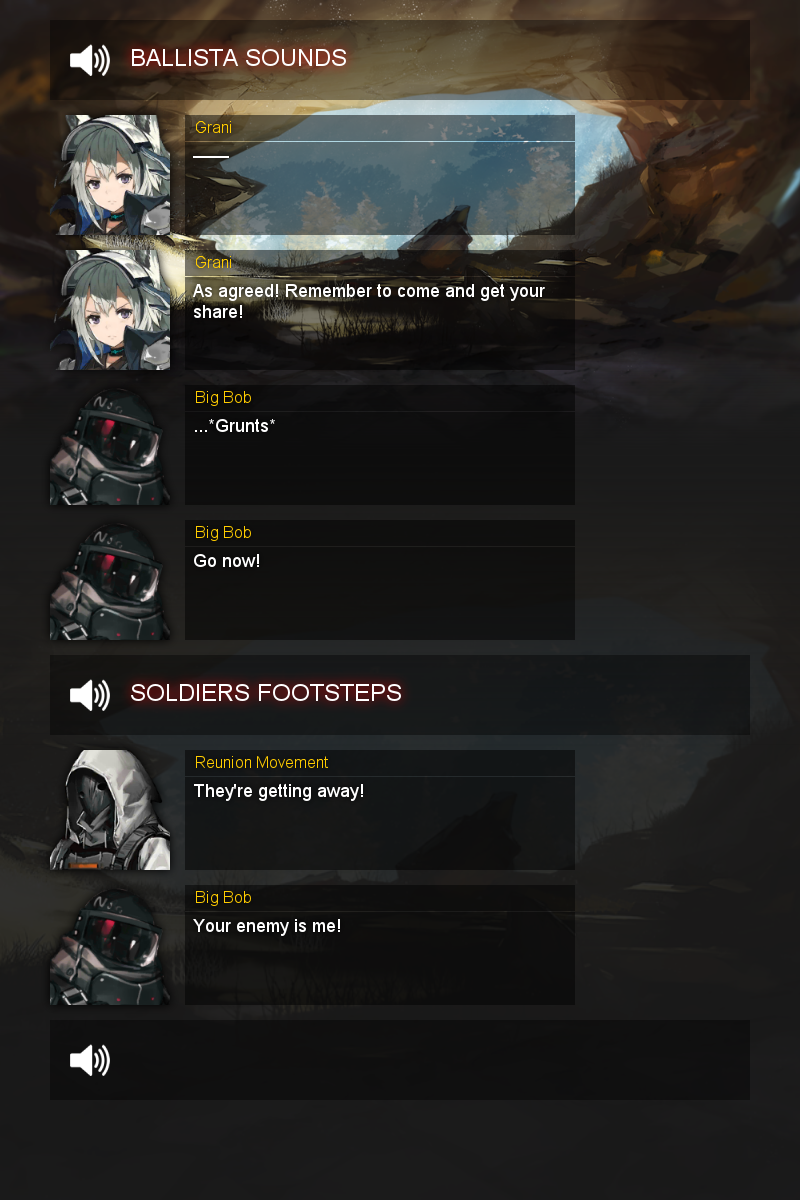 BALLISTA SOUNDS
Grani
——
Grani
As agreed! Remember to come and get your
share!
Big Bob
...*Grunts*
Big Bob
Go now!
SOLDIERS FOOTSTEPS
Reunion Movement
They're getting away!
Big Bob
Your enemy is me!